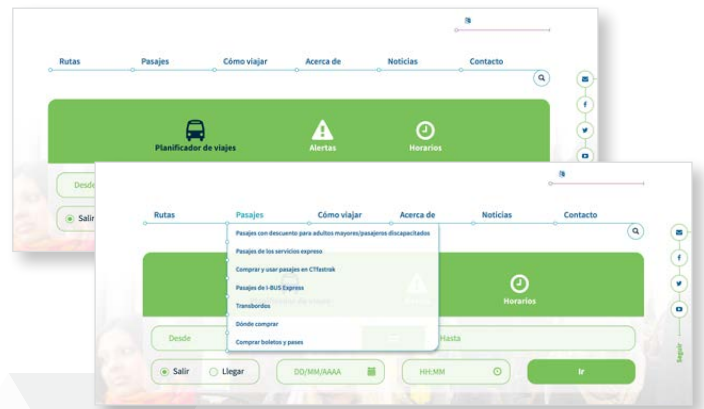 Rutas Pasajes Cómo viajar Acerca de Noticias Contacto
Planificador de viajes Alertas Horarios
Desde
Salir
Rutas Pasajes Cómo viajar Acerca de Noticias Contacto
Pasajes con descuento para adultos mayores/pasajeros discapacitados
Pasajes de los servicios expreso
Comprar y usar pasajes en CTfastrak
Pasajes de I-BUS Express
Transbordos
Dónde comprar
Comprar boletos y pases
Horarios
Desde Hasta
Salir Llegar DD/MM/AAAA HH:MM Ir
Seguir